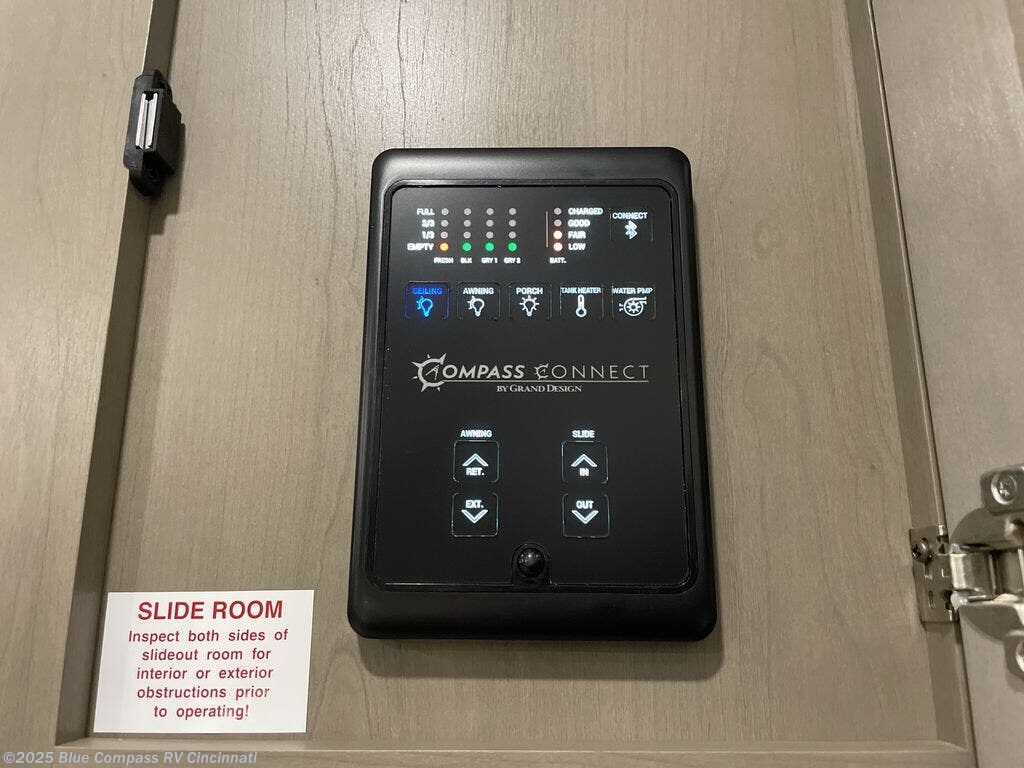 FULL
2/3
1/3
EMPTY
FRESH BLK GRY 1 GRY 2
CHARGED
GOOD
FAIR
LOW
BATT.
CONNECT
CEILING AWNING PORCH TANK HEATER WATER PMP
COMPASS CONNECT
BY GRAND DESIGN
AWNING SLIDE
RET. IN
EXT. OUT
SLIDE ROOM
Inspect both sides of
slideout room for
interior or exterior
obstructions prior
to operating!
©2025 Blue Compass RV Cincinnati